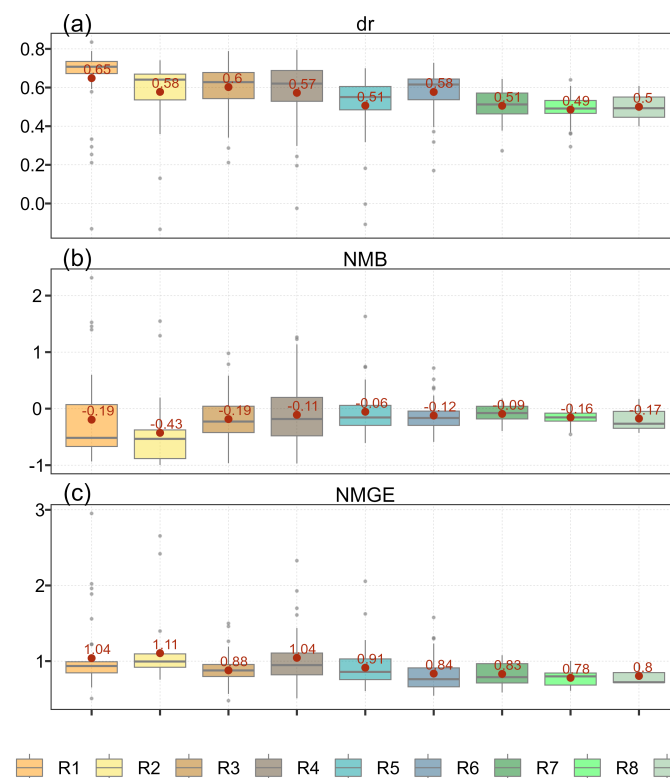 (a) dr
0.8
0.6
0.4
0.2
0.0
0.65 0.58 0.6 0.57 0.51 0.58 0.51 0.49 0.5
(b) NMB
2
1
0
-1
-0.19 -0.43 -0.19 -0.11 -0.06 -0.12 -0.09 -0.16 -0.17
(c) NMGE
3
2
1
1.04 1.11 0.88 1.04 0.91 0.84 0.83 0.78 0.8
R1 R2 R3 R4 R5 R6 R7 R8